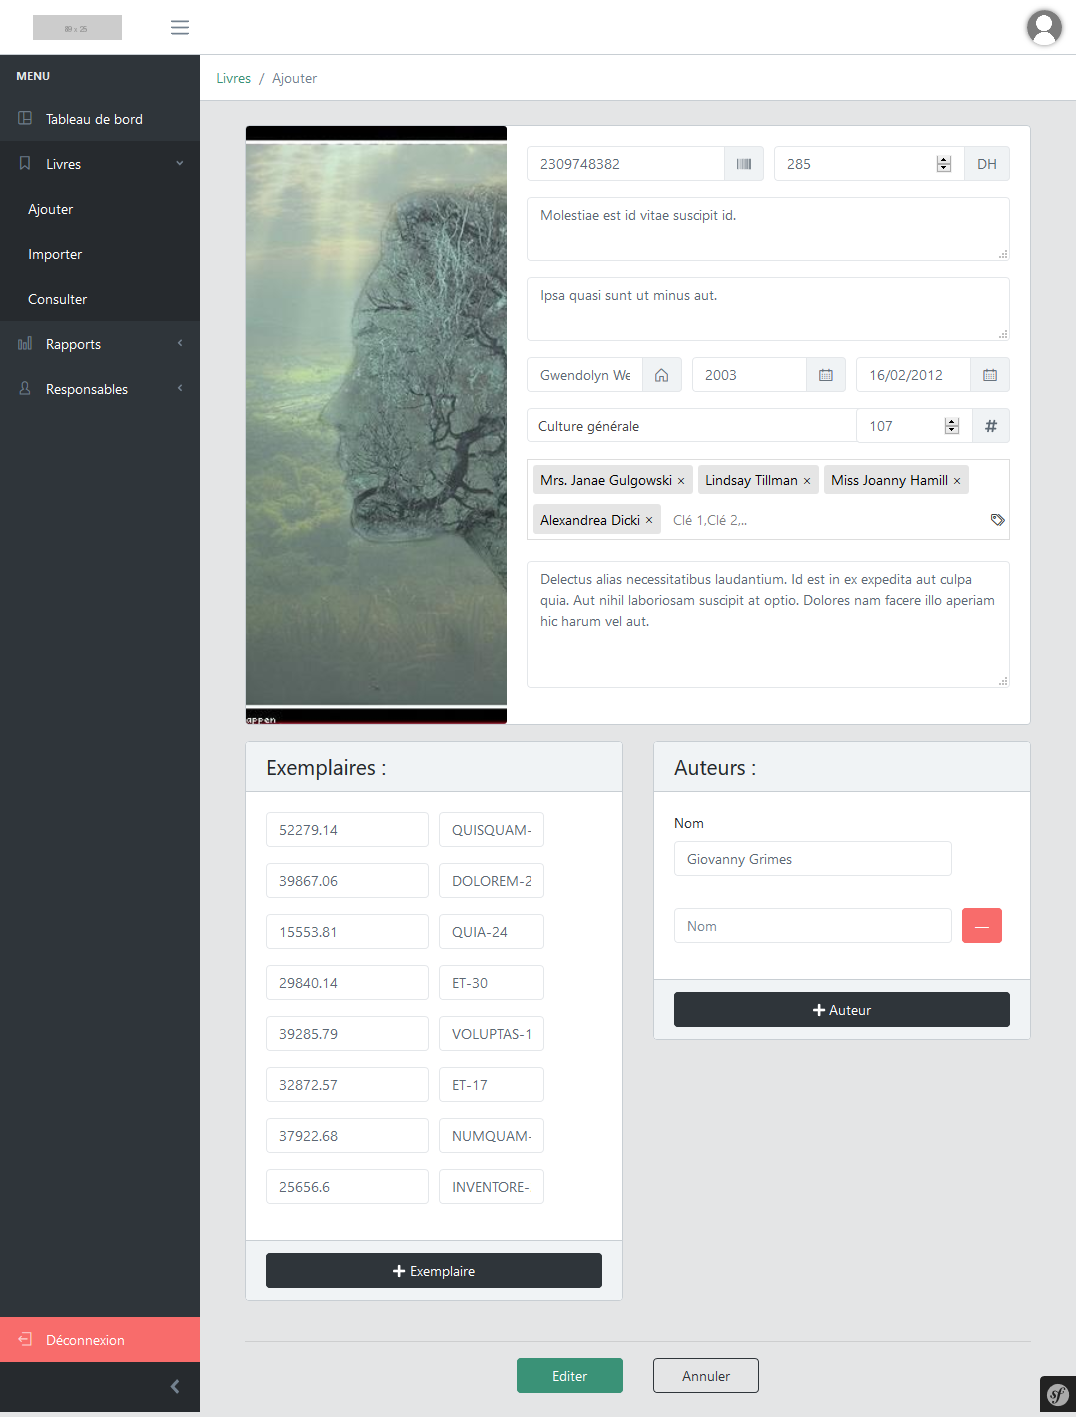 89 x 25
MENU
Livres / Ajouter
Tableau de bord
Livres
Ajouter
Importer
Consulter
Rapports
Responsables
Déconnexion
2309748382
285
DH
Molestiae est id vitae suscipit id.
Ipsa quasi sunt ut minus aut.
Gwendolyn We
2003
16/02/2012
Culture générale
107
#
Mrs. Janae Gulgowski × Lindsay Tillman × Miss Joanny Hamill ×
Alexandrea Dicki × Clé 1,Clé 2,..
Delectus alias necessitatibus laudantium. Id est in ex expedita aut culpa
quia. Aut nihil laboriosam suscipit at optio. Dolores nam facere illo aperiam
hic harum vel aut.
appen
Exemplaires :
52279.14 QUISQUAM-
39867.06 DOLOREM-2
15553.81 QUIA-24
29840.14 ET-30
39285.79 VOLUPTAS-1
32872.57 ET-17
37922.68 NUMQUAM-
25656.6 INVENTORE-
+ Exemplaire
Auteurs :
Nom
Giovanny Grimes
Nom
—
+ Auteur
Editer
Annuler
sf